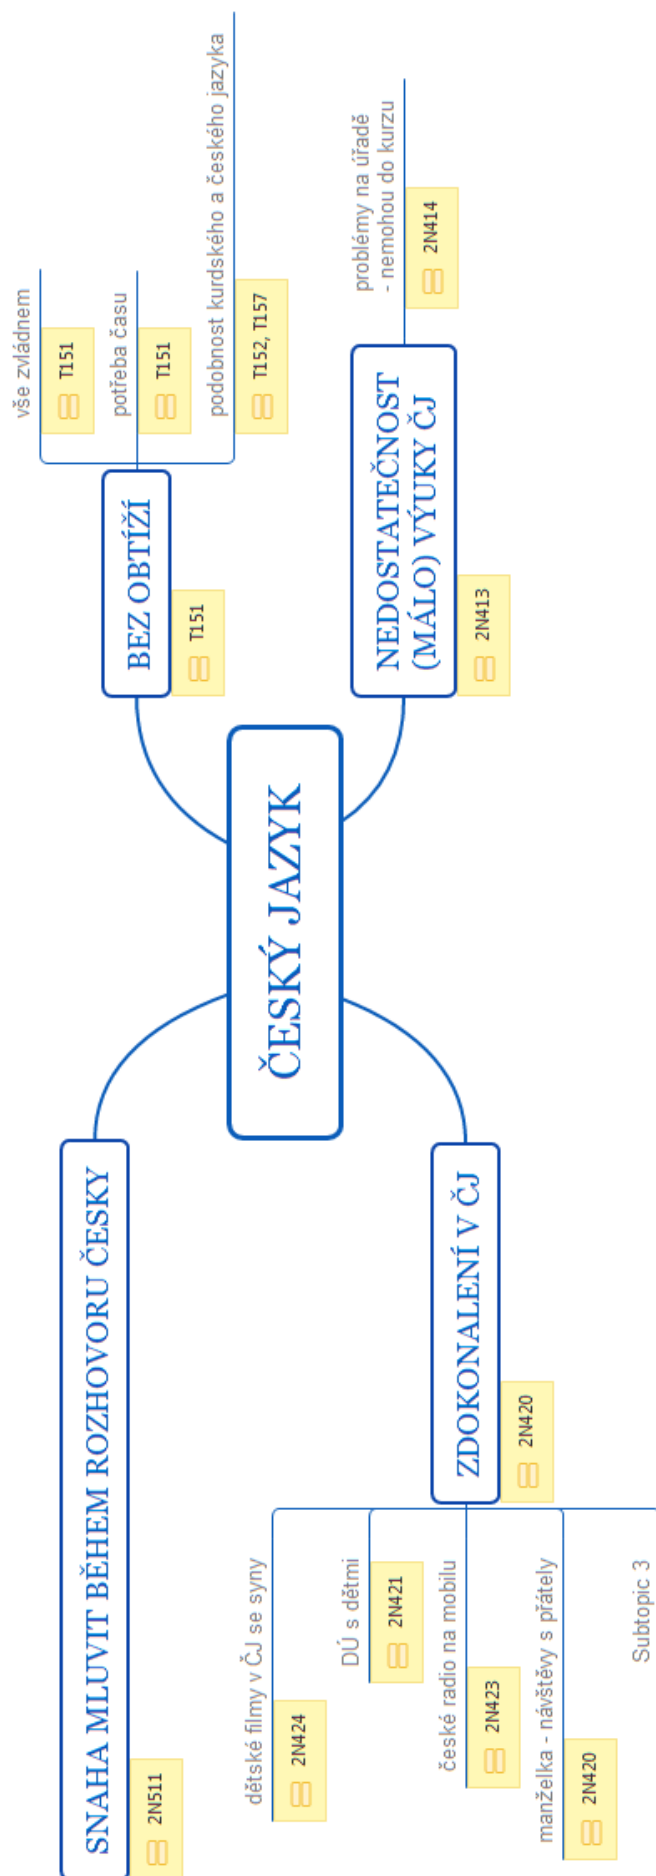 SNAHA MLUVIT BĚHEM ROZHOVORU ČESKY
2N511
dětské filmy v ČJ se syny
2N424
DÚ s dětmi
2N421
české radio na mobilu
2N423
manželka - návštěvy s přátely
2N420
Subtopic 3
ZDOKONALENÍ V ČJ
2N420
ČESKÝ JAZYK
BEZ OBTÍŽÍ
T151
vše zvládnem
T151
potřeba času
T151
podobnost kurdského a českého jazyka
T152, T157
NEDOSTATEČNOST
(MÁLO) VÝUKY ČJ
2N413
problémy na úřadě
- nemohou do kurzu
2N414